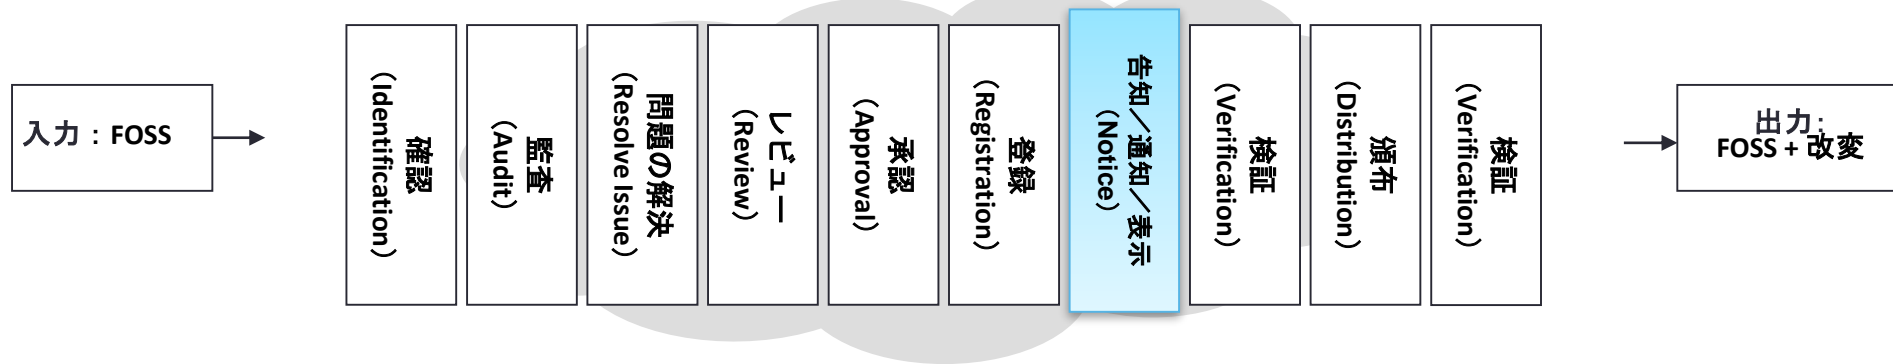 入力 : FOSS
確認
（Identification）
監査
（Audit）
問題の解決
（Resolve Issue）
レビュー
（Review）
承認
（Approval）
登録
（Registration）
告知／通知／表示
（Notice）
検証
（Verification）
頒布
（Distribution）
検証
（Verification）
出力:
FOSS + 改変